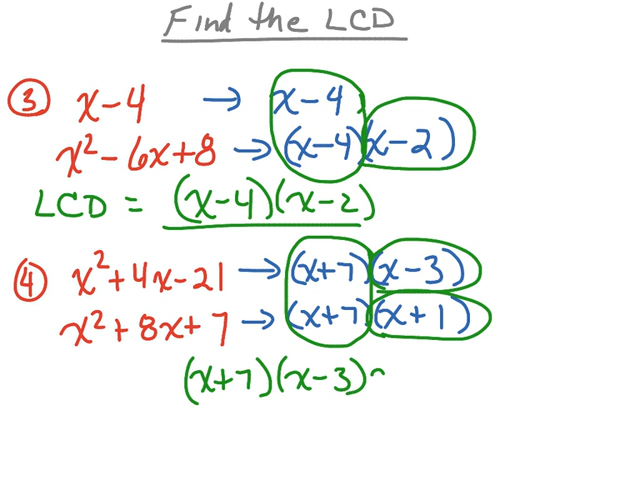 Find the LCD
③ x-4 → x-4
x²-6x+8 → (x-4)(x-2)
LCD = (x-4)(x-2)
④ x²+4x-21 → (x+7)(x-3)
x²+8x+7 → (x+7)(x+1)
(x+7)(x-3)